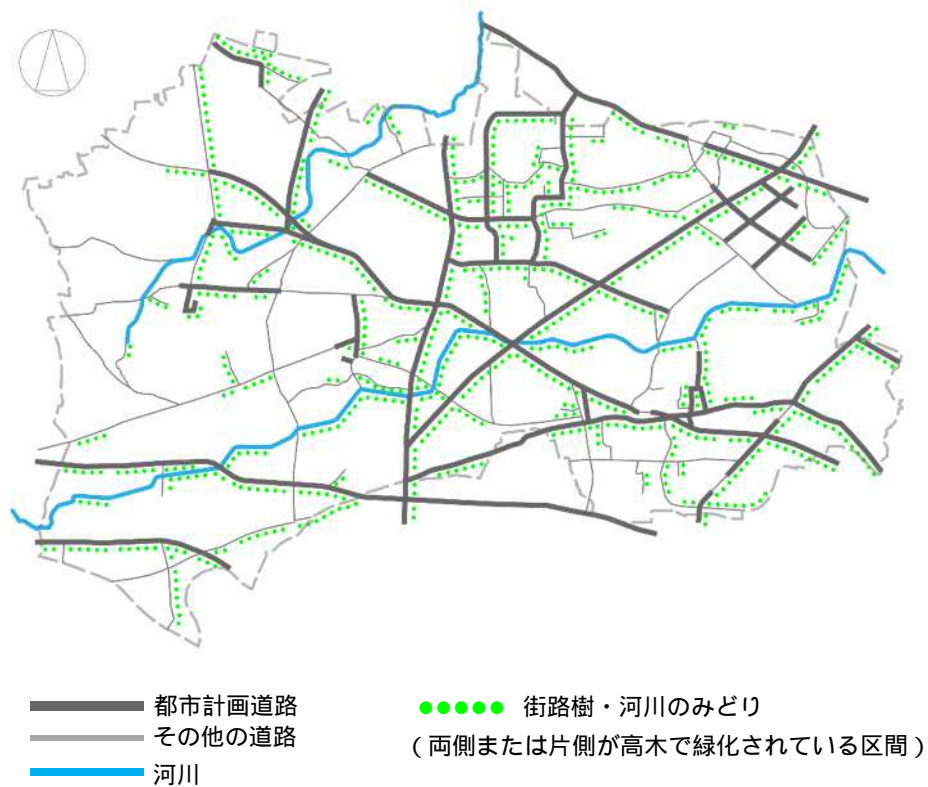 都市計画道路
その他の道路
河川
街路樹・河川のみどり
(両側または片側が高木で緑化されている区間)